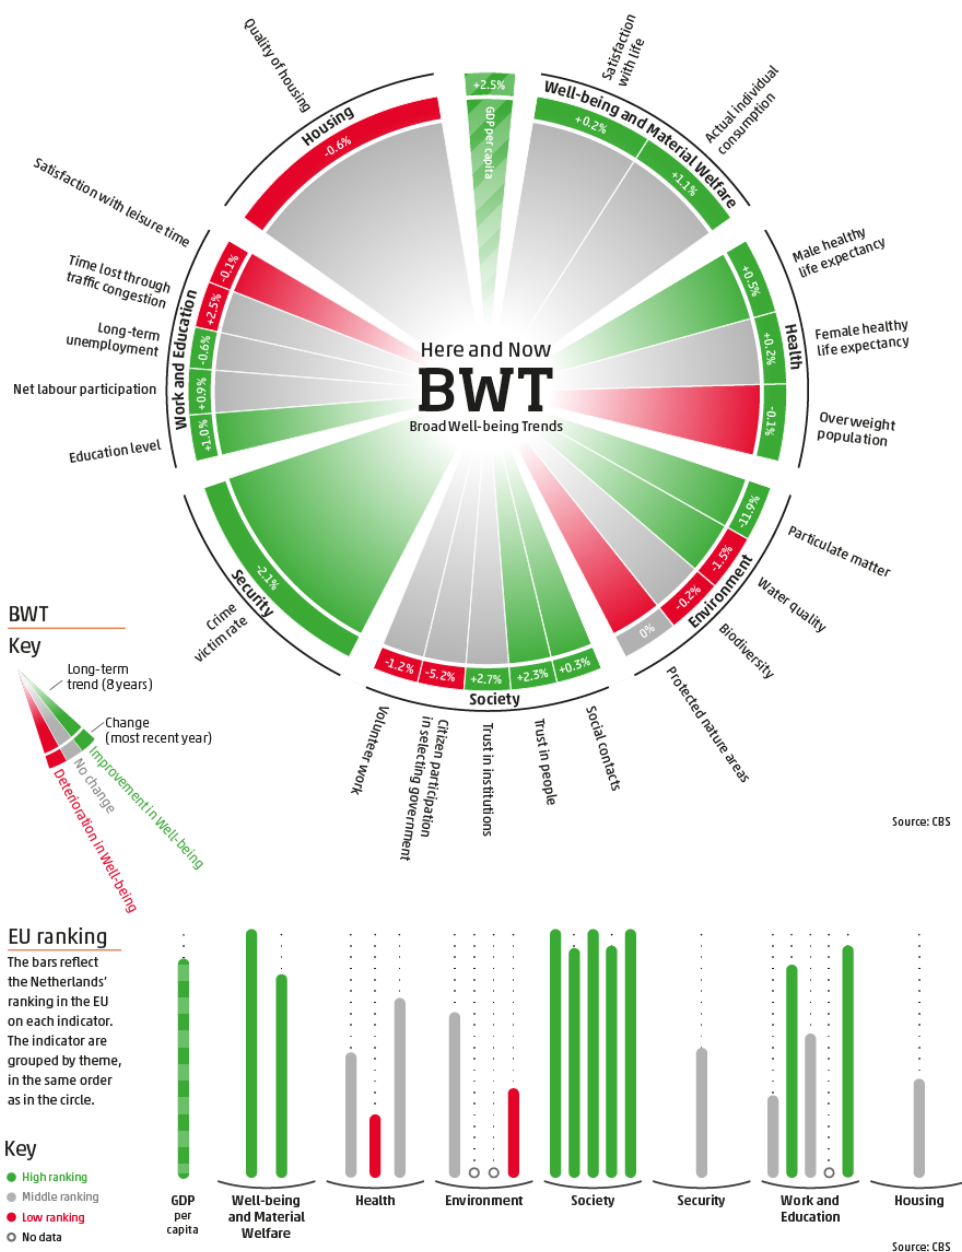 Quality of housing
Housing
-0.6%
+2.5%
GDP per capita
Satisfaction
with life
Well-being and Material Welfare
+0.2%
Actual individual
consumption
+1.1%
Male healthy
life expectancy
+0.5%
Health
Female healthy
life expectancy
+0.2%
Overweight
population
-0.1%
Particulate matter
-11.9%
Water quality
-1.5%
Environment
Biodiversity
-0.2%
Protected nature areas
0%
Social contacts
+0.3%
Trust in people
+2.3%
Society
Trust in institutions
+2.7%
Citizen participation
in selecting government
-5.2%
Volunteer work
-1.2%
Security
Crime
victim rate
-2.1%
Education level
+1.0%
Net labour participation
+0.9%
Work and Education
Long-term
unemployment
-0.6%
Time lost through
traffic congestion
+2.5%
Satisfaction with leisure time
-0.1%
Here and Now
BWT
Broad Well-being Trends
BWT
Key
Long-term
trend (8 years)
Change
(most recent year)
Improvement in Well-being
No change
Deterioration in Well-being
Source: CBS
EU ranking
The bars reflect
the Netherlands'
ranking in the EU
on each indicator.
The indicator are
grouped by theme,
in the same order
as in the circle.
Key
High ranking
Middle ranking
Low ranking
No data
GDP
per
capita
Well-being
and Material
Welfare
Health
Environment
Society
Security
Work and
Education
Housing
Source: CBS